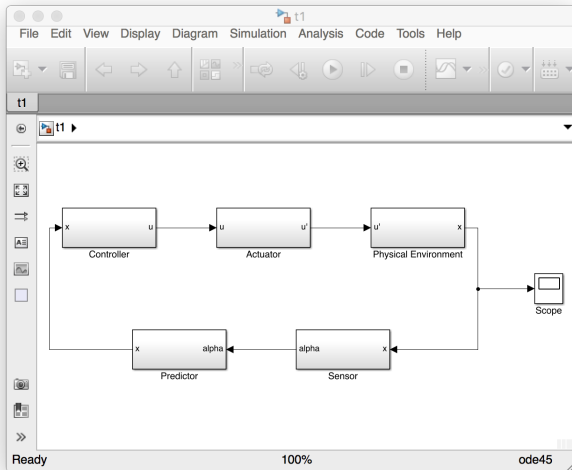 t1
File Edit View Display Diagram Simulation Analysis Code Tools Help
t1
t1
x u
Controller
u u'
Actuator
u' x
Physical Environment
Scope
x alpha
Predictor
alpha x
Sensor
Ready 100% ode45